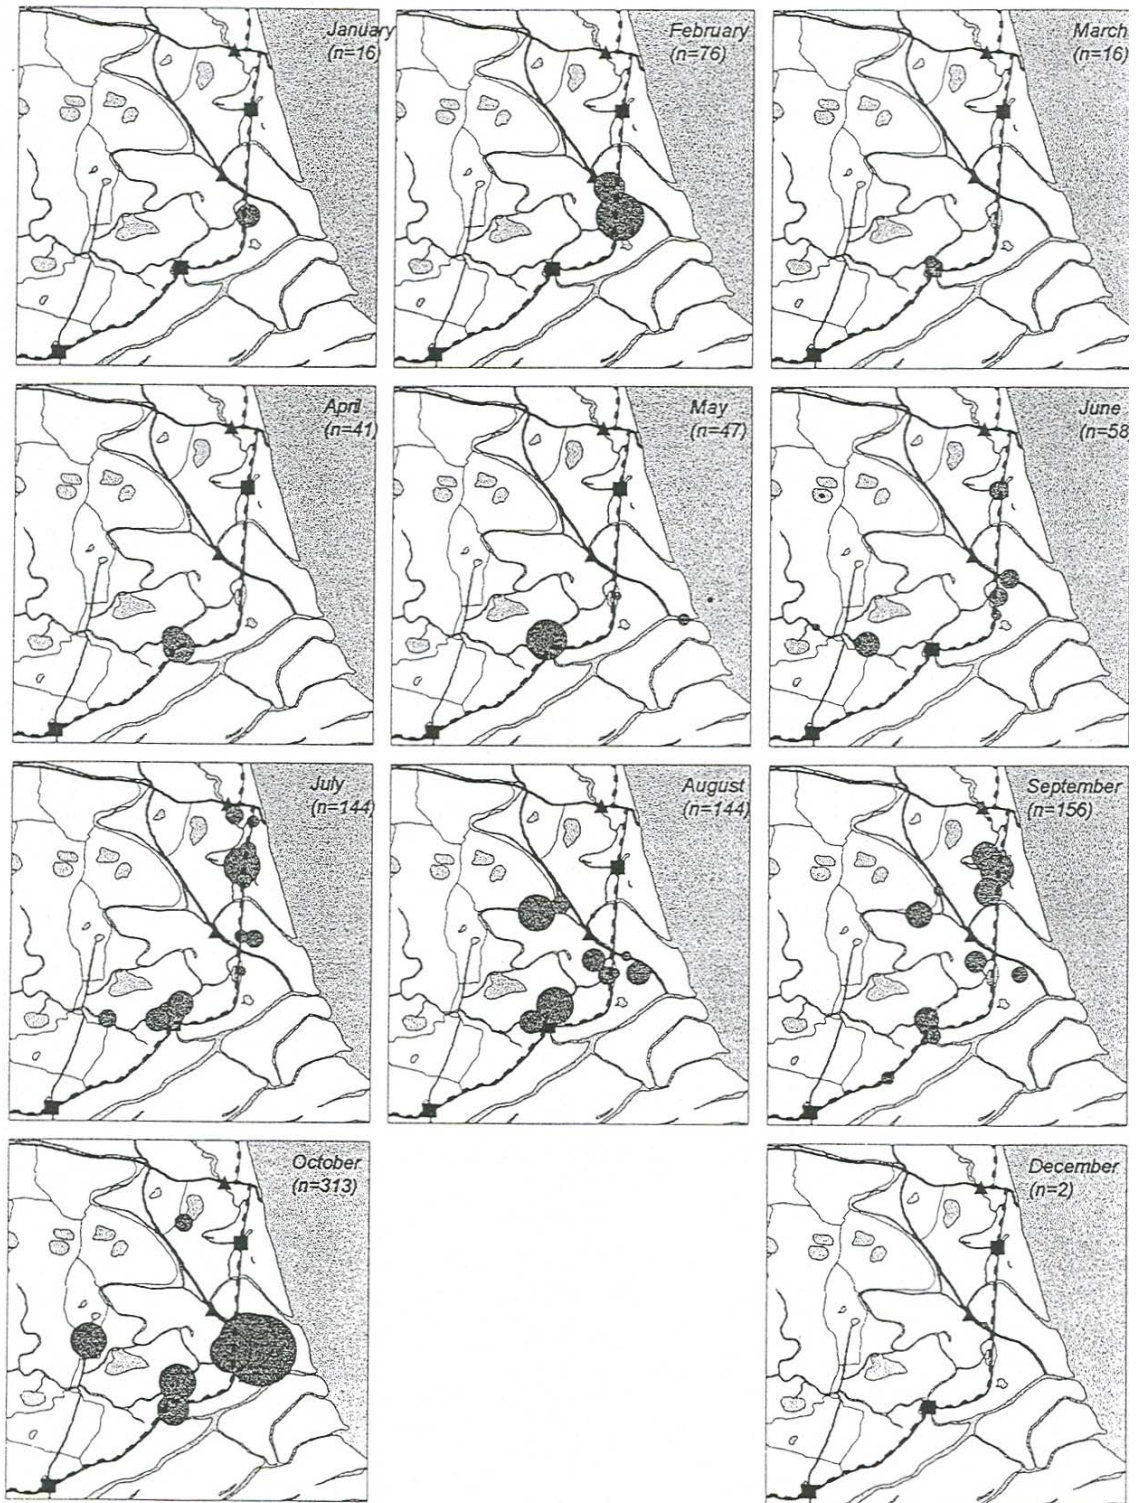 January
(n=16)
February
(n=76)
March
(n=16)
April
(n=41)
May
(n=47)
June
(n=58
July
(n=144)
August
(n=144)
September
(n=156)
October
(n=313)
December
(n=2)